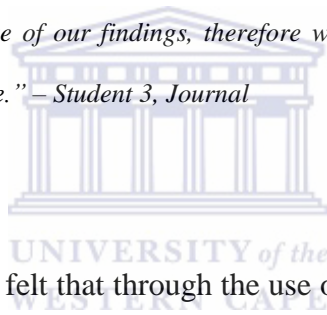 e of our findings, therefore w
e.” – Student 3, Journal
UNIVERSITY of the
felt that through the use o
WESTERN CAPE